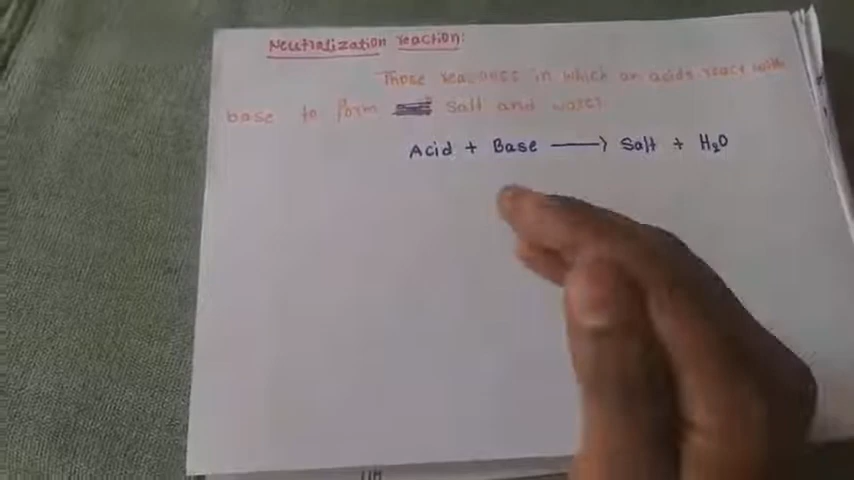 Neutralization reaction:
Those reactions in which an acids react with
base to form salt and water
Acid + Base ⟶ Salt + H₂O